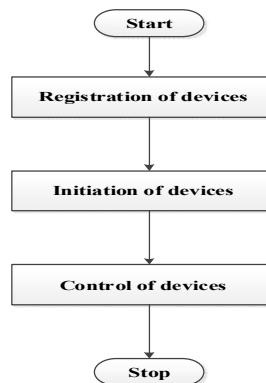 Start
Registration of devices
Initiation of devices
Control of devices
Stop